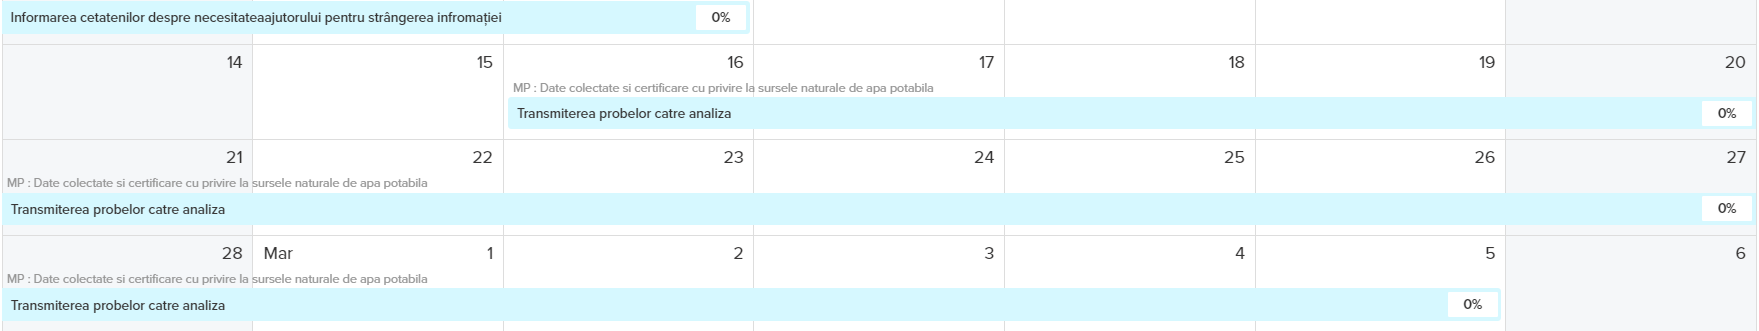 Informarea cetatenilor despre necesitateaajutorului pentru strângerea infromației 0%
14 15 16 17 18 19 20
MP : Date colectate si certificare cu privire la sursele naturale de apa potabila
Transmiterea probelor catre analiza 0%
21 22 23 24 25 26 27
MP : Date colectate si certificare cu privire la sursele naturale de apa potabila
Transmiterea probelor catre analiza 0%
28 Mar 1 2 3 4 5 6
MP : Date colectate si certificare cu privire la sursele naturale de apa potabila
Transmiterea probelor catre analiza 0%